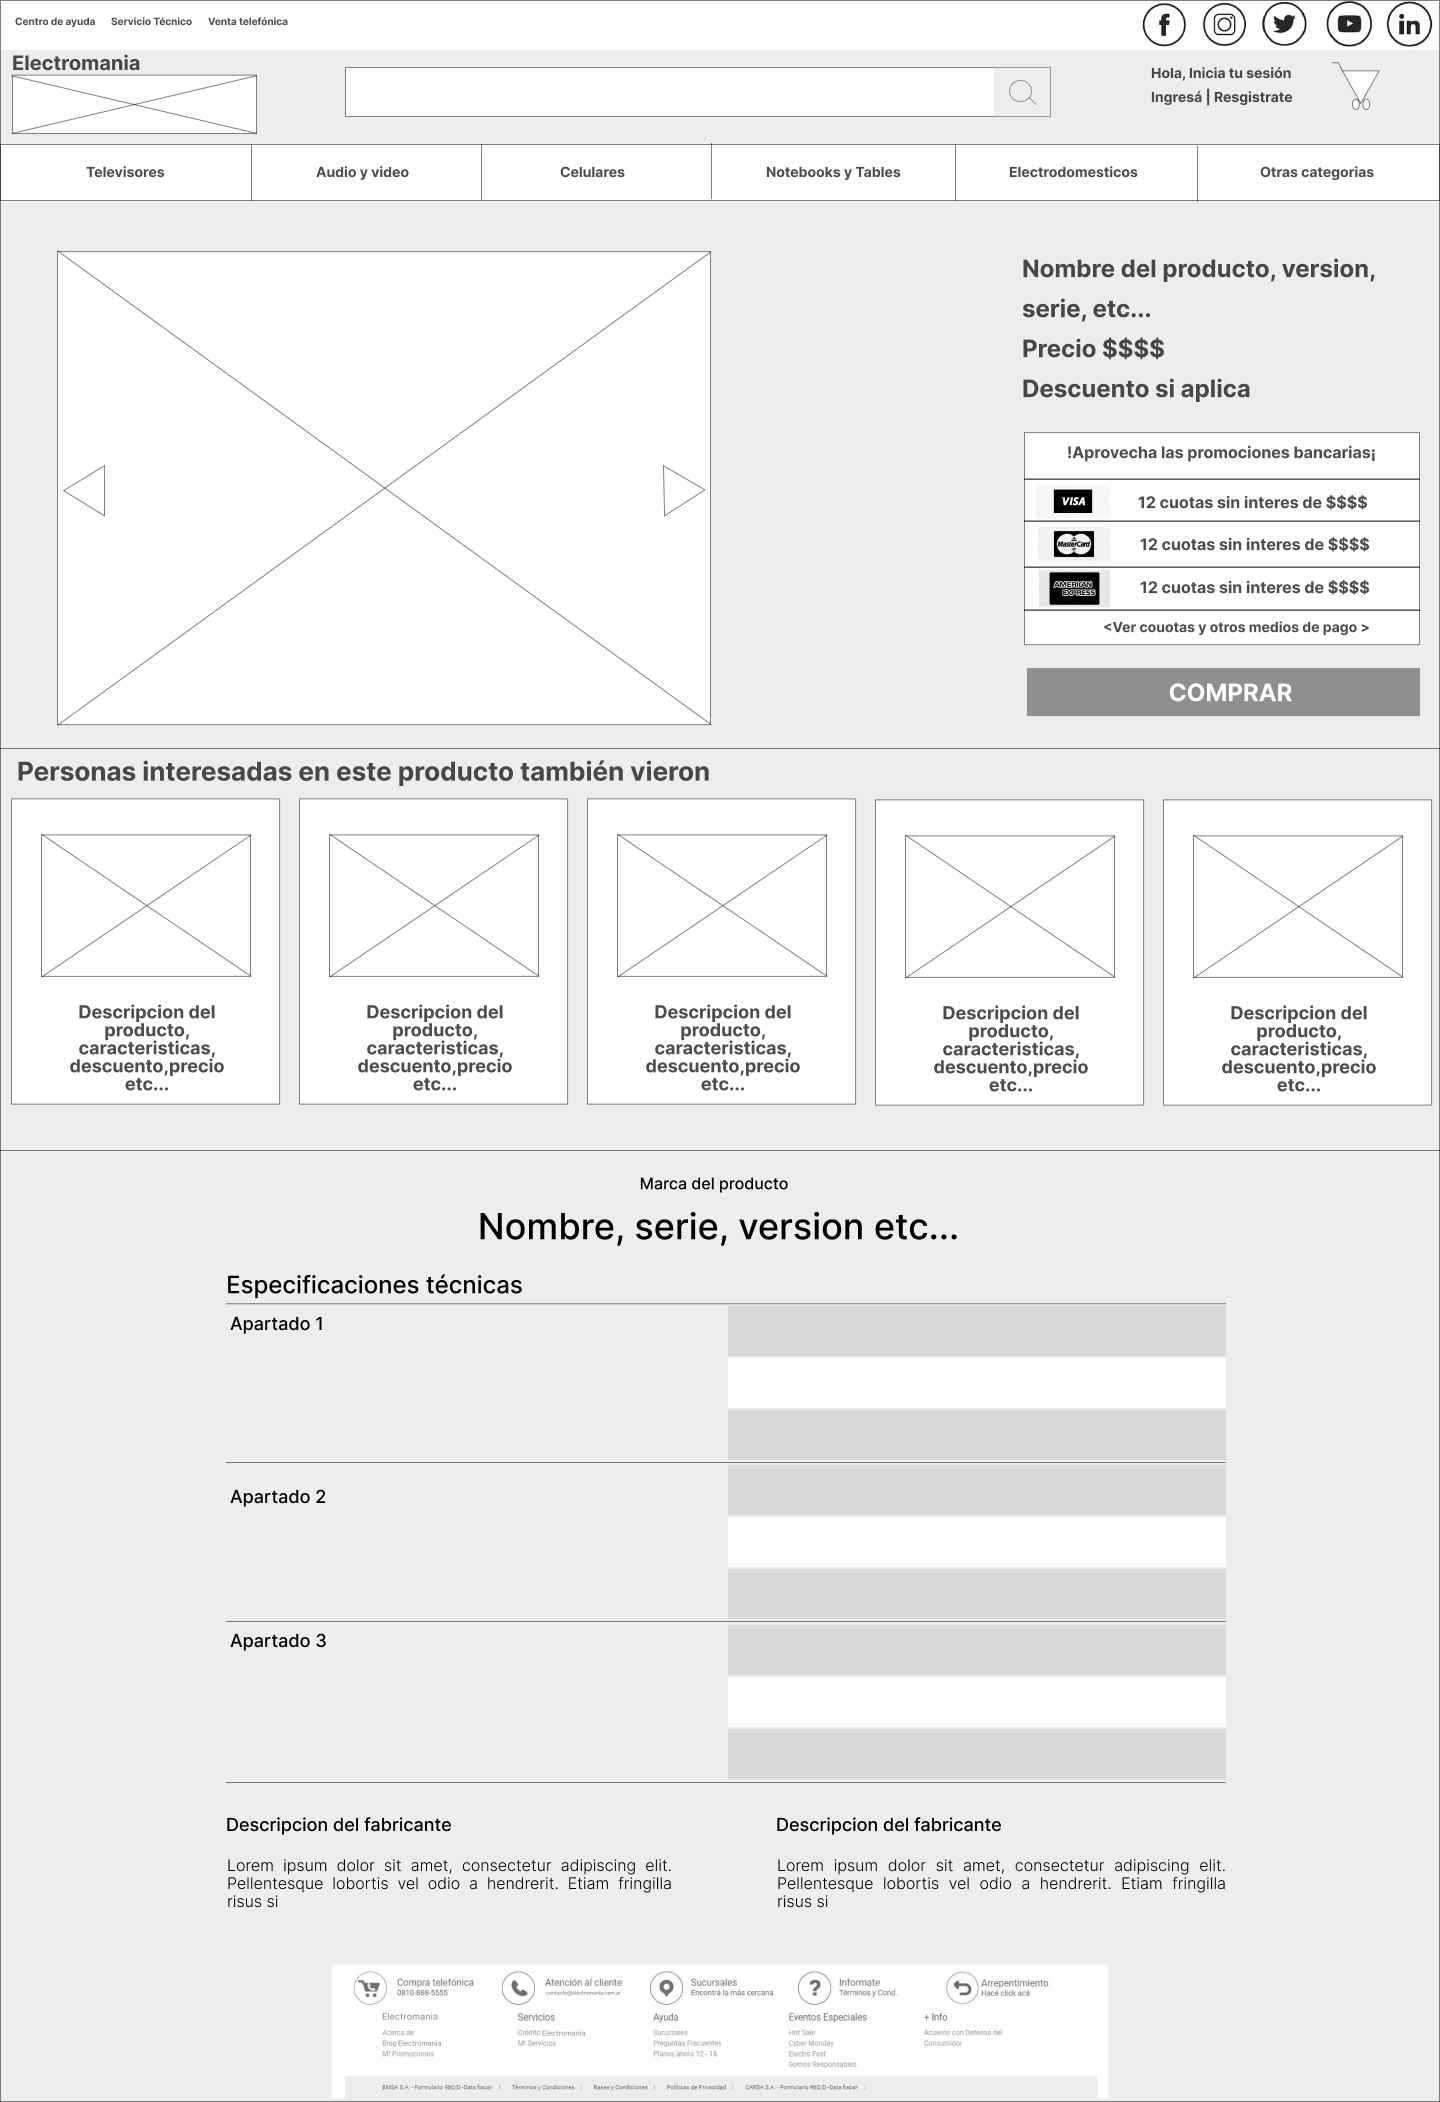 Centro de ayuda Servicio Técnico Venta telefónica
Electromania
Hola, Inicia tu sesión
Ingresá | Resgistrate
Televisores Audio y video Celulares Notebooks y Tables Electrodomesticos Otras categorias
Nombre del producto, version,
serie, etc...
Precio $$$$
Descuento si aplica
!Aprovecha las promociones bancarias¡
VISA 12 cuotas sin interes de $$$$
MasterCard 12 cuotas sin interes de $$$$
AMERICAN EXPRESS 12 cuotas sin interes de $$$$
<Ver couotas y otros medios de pago >
COMPRAR
Personas interesadas en este producto también vieron
Descripcion del
producto,
caracteristicas,
descuento,precio
etc...
Descripcion del
producto,
caracteristicas,
descuento,precio
etc...
Descripcion del
producto,
caracteristicas,
descuento,precio
etc...
Descripcion del
producto,
caracteristicas,
descuento,precio
etc...
Descripcion del
producto,
caracteristicas,
descuento,precio
etc...
Marca del producto
Nombre, serie, version etc...
Especificaciones técnicas
Apartado 1
Apartado 2
Apartado 3
Descripcion del fabricante
Lorem ipsum dolor sit amet, consectetur adipiscing elit.
Pellentesque lobortis vel odio a hendrerit. Etiam fringilla
risus si
Descripcion del fabricante
Lorem ipsum dolor sit amet, consectetur adipiscing elit.
Pellentesque lobortis vel odio a hendrerit. Etiam fringilla
risus si
Compra telefónica
0810-888-5555
Atención al cliente
contacto@electromania.com.ar
Sucursales
Encontrá la más cercana
Informate
Términos y Cond.
Arrepentimiento
Hacé click acá
Electromania
Acerca de
Blog Electromania
M! Promociones
Servicios
Crédito Electromania
M! Servicios
Ayuda
Sucursales
Preguntas Frecuentes
Planes ahora 12 - 18
Eventos Especiales
Hot Sale
Cyber Monday
Electro Fest
Somos Responsables
+ Info
Acuerdo con Defensa del
Consumidor
EMSA S.A. - Formulario 960/D -Data fiscal- | Términos y Condiciones | Bases y Condiciones | Políticas de Privacidad | CARSA S.A. - Formulario 960/D -Data fiscal- |